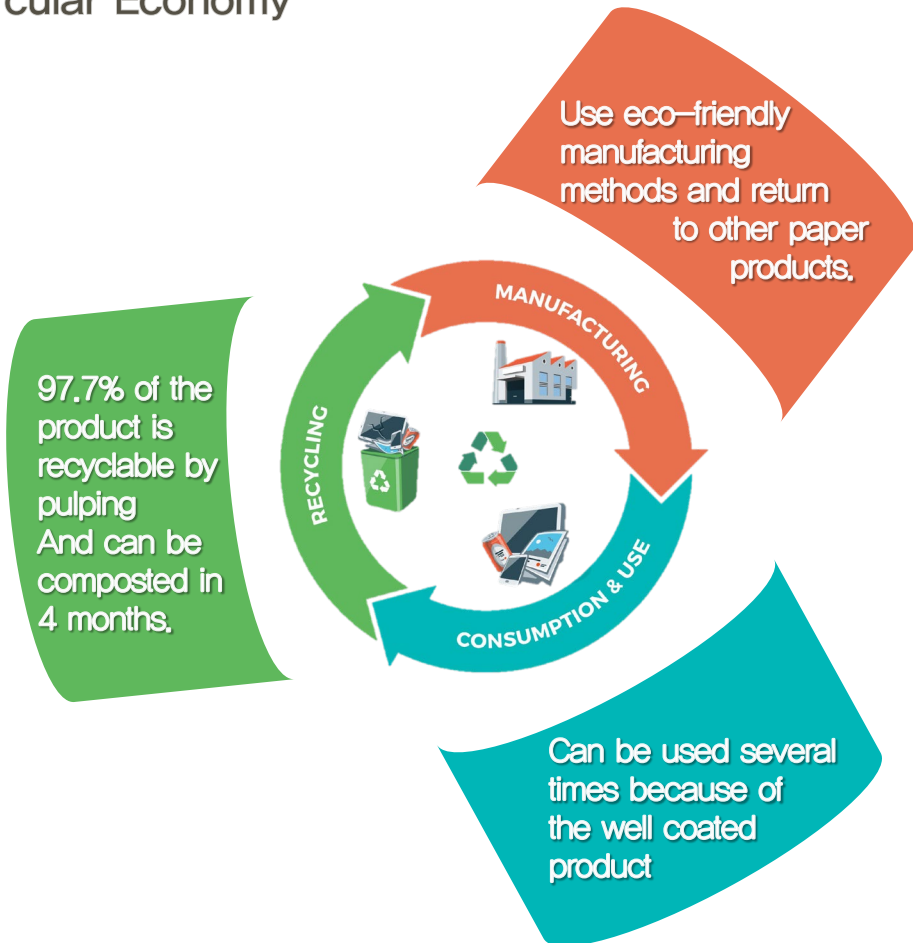 cular Economy
Use eco-friendly
manufacturing
methods and return
to other paper
products.
MANUFACTURING
97.7% of the
product is
recyclable by
pulping
And can be
composted in
4 months.
RECYCLING
CONSUMPTION & USE
Can be used several
times because of
the well coated
product